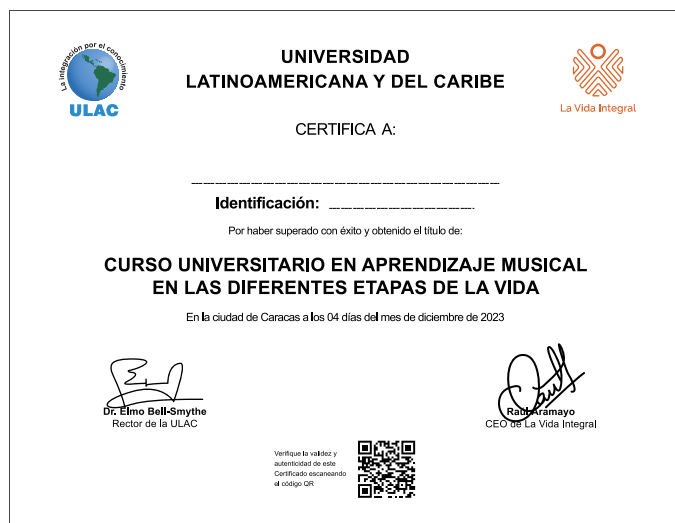 La integración por el conocimiento
ULAC
UNIVERSIDAD
LATINOAMERICANA Y DEL CARIBE
La Vida Integral
CERTIFICA A:
Identificación:
Por haber superado con éxito y obtenido el título de:
CURSO UNIVERSITARIO EN APRENDIZAJE MUSICAL
EN LAS DIFERENTES ETAPAS DE LA VIDA
En la ciudad de Caracas a los 04 días del mes de diciembre de 2023
Dr. Elmo Bell-Smythe
Rector de la ULAC
Raúl Aramayo
CEO de La Vida Integral
Verifique la validez y
autenticidad de este
Certificado escaneando
el código QR